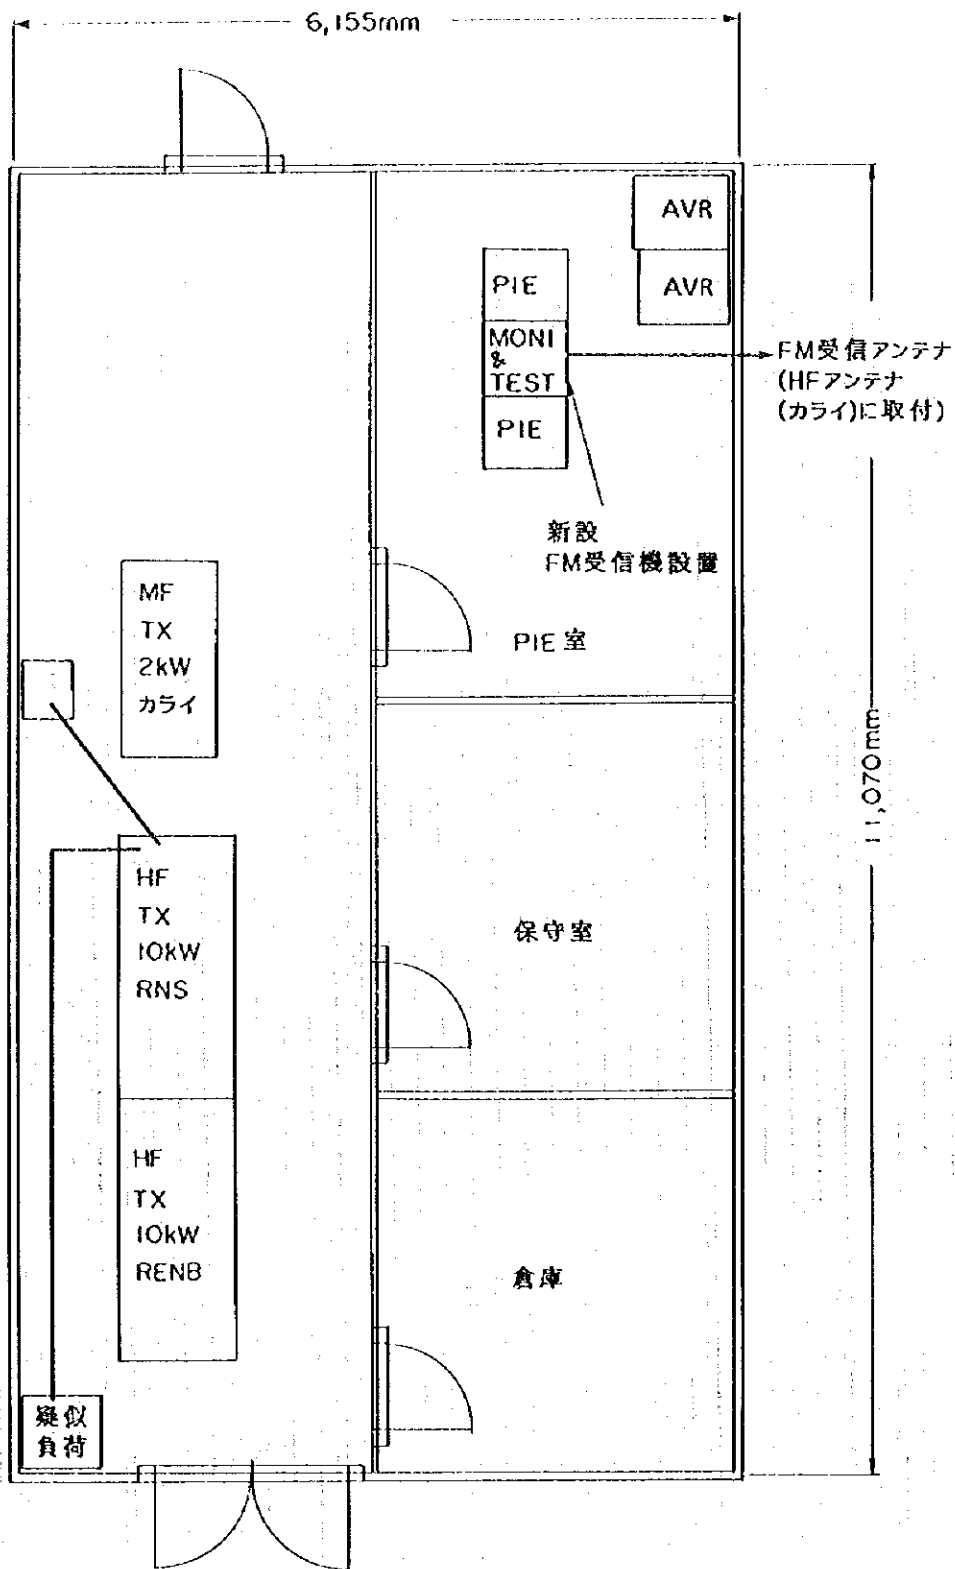 6,155mm
AVR
AVR
PIE
MONI
&
TEST
PIE
FM受信アンテナ
(HFアンテナ
(カライ)に取付)
新設
FM受信機設置
PIE室
MF
TX
2kW
カライ
11,070mm
HF
TX
10kW
RNS
保守室
HF
TX
10kW
RENB
倉庫
疑似
負荷